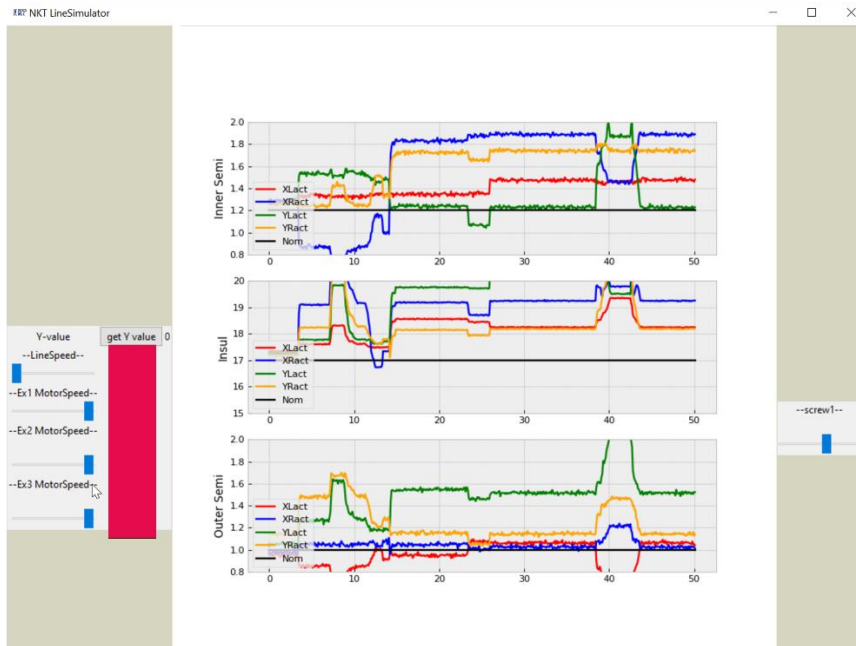 NKT LineSimulator
Inner Semi
2.0
1.8
1.6
1.4
1.2
1.0
0.8
XLact
XRact
YLact
YRact
Nom
0 10 20 30 40 50
Insul
20
19
18
17
16
15
XLact
XRact
YLact
YRact
Nom
0 10 20 30 40 50
Outer Semi
2.0
1.8
1.6
1.4
1.2
1.0
0.8
XLact
XRact
YLact
YRact
Nom
0 10 20 30 40 50
Y-value get Y value 0
--LineSpeed--
--Ex1 MotorSpeed--
--Ex2 MotorSpeed--
--Ex3 MotorSpeed--
--screw1--